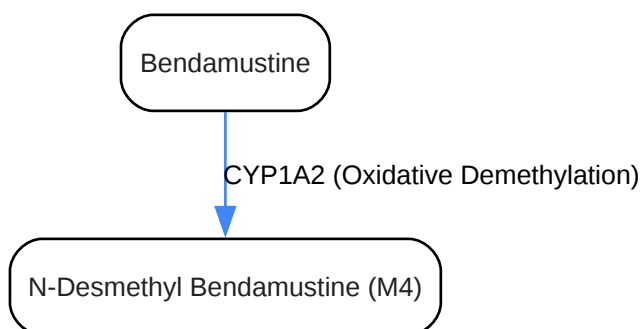 Bendamustine
CYP1A2 (Oxidative Demethylation)
N-Desmethyl Bendamustine (M4)